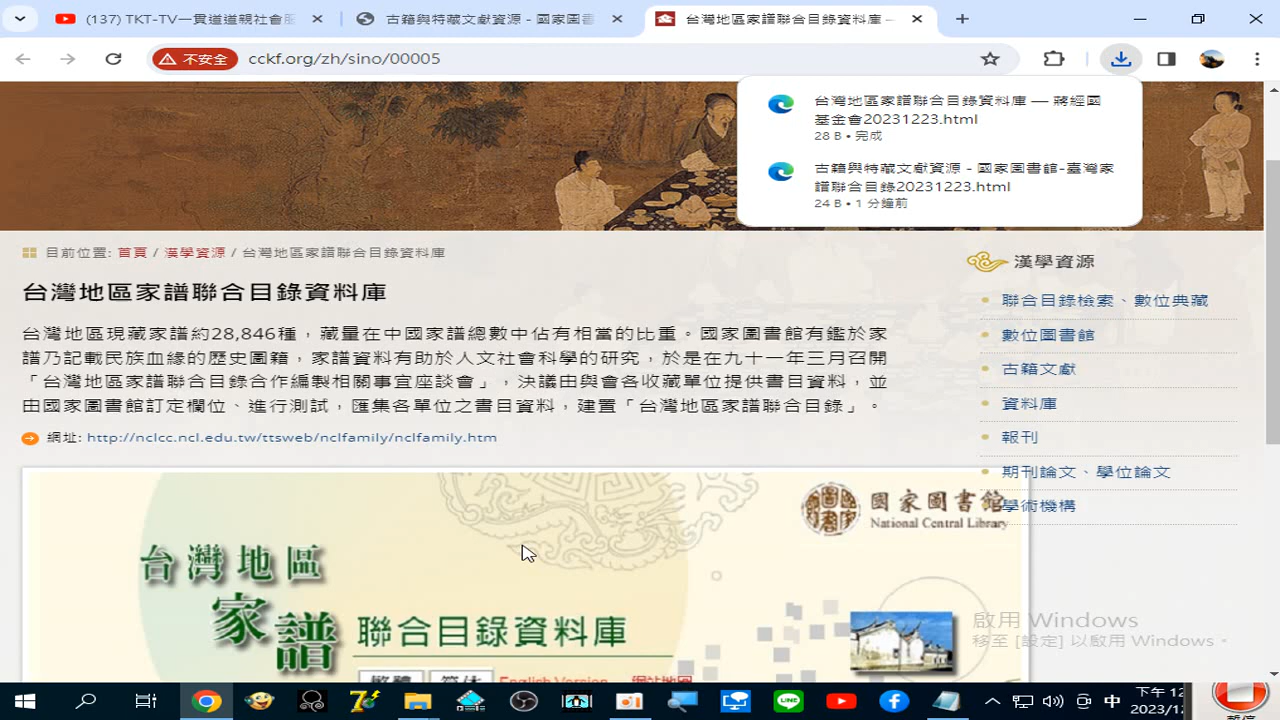 (137) TKT-TV一貫道道親社會服
古籍與特藏文獻資源 - 國家圖書
台灣地區家譜聯合目錄資料庫 —
不安全
cckf.org/zh/sino/00005
台灣地區家譜聯合目錄資料庫 — 蔣經國
基金會20231223.html
28 B • 完成
古籍與特藏文獻資源 - 國家圖書館-臺灣家
譜聯合目錄20231223.html
24 B • 1 分鐘前
目前位置: 首頁 / 漢學資源 / 台灣地區家譜聯合目錄資料庫
台灣地區家譜聯合目錄資料庫
台灣地區現藏家譜約28,846種，藏量在中國家譜總數中佔有相當的比重。國家圖書館有鑑於家
譜乃記載民族血緣的歷史圖籍，家譜資料有助於人文社會科學的研究，於是在九十一年三月召開
「台灣地區家譜聯合目錄合作編製相關事宜座談會」，決議由與會各收藏單位提供書目資料，並
由國家圖書館訂定欄位、進行測試，匯集各單位之書目資料，建置「台灣地區家譜聯合目錄」。
網址: http://nclcc.ncl.edu.tw/ttsweb/nclfamily/nclfamily.htm
漢學資源
聯合目錄檢索、數位典藏
數位圖書館
古籍文獻
資料庫
報刊
期刊論文、學位論文
學術機構
國家圖書館
National Central Library
台灣地區
家譜
聯合目錄資料庫
繁體
简体
English Version
網站地圖
啟用 Windows
移至 [設定] 以啟用 Windows。
中
下午 12
2023/12
暫停